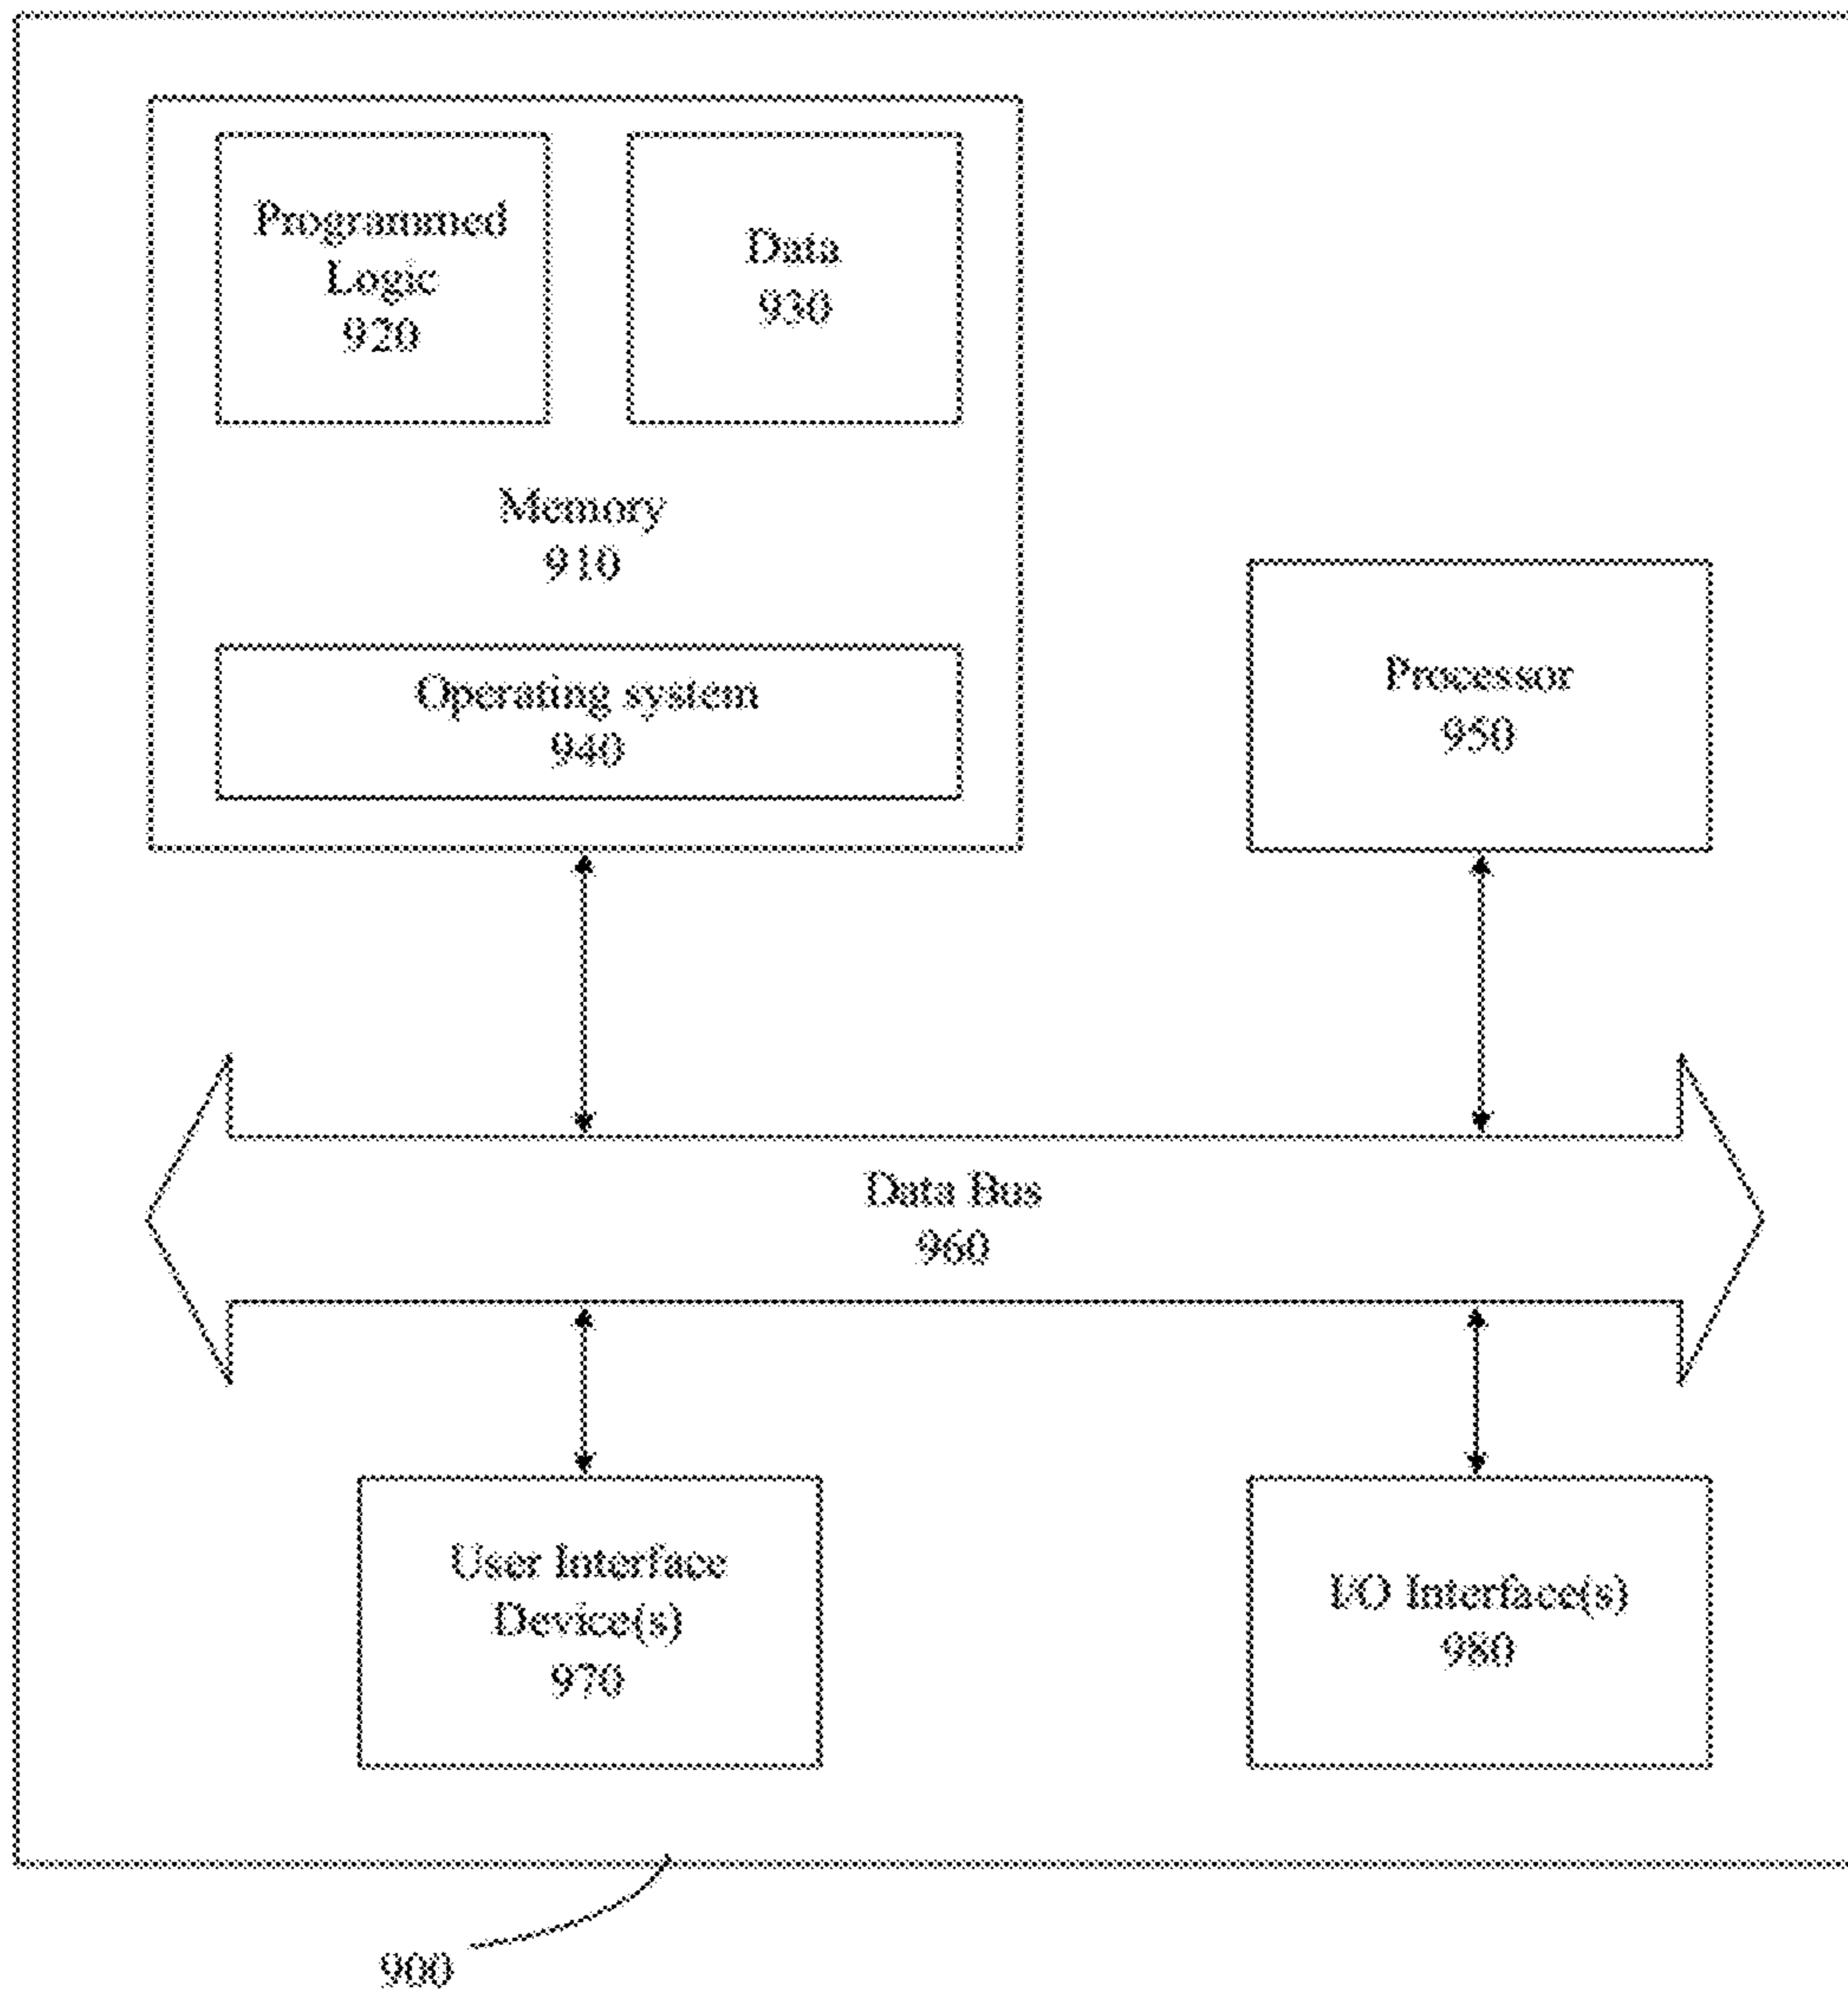 Programmed
Logic
920
Data
930
Memory
910
Operating system
940
Processor
950
Data Bus
960
User Interface
Device(s)
970
I/O Interface(s)
980
900